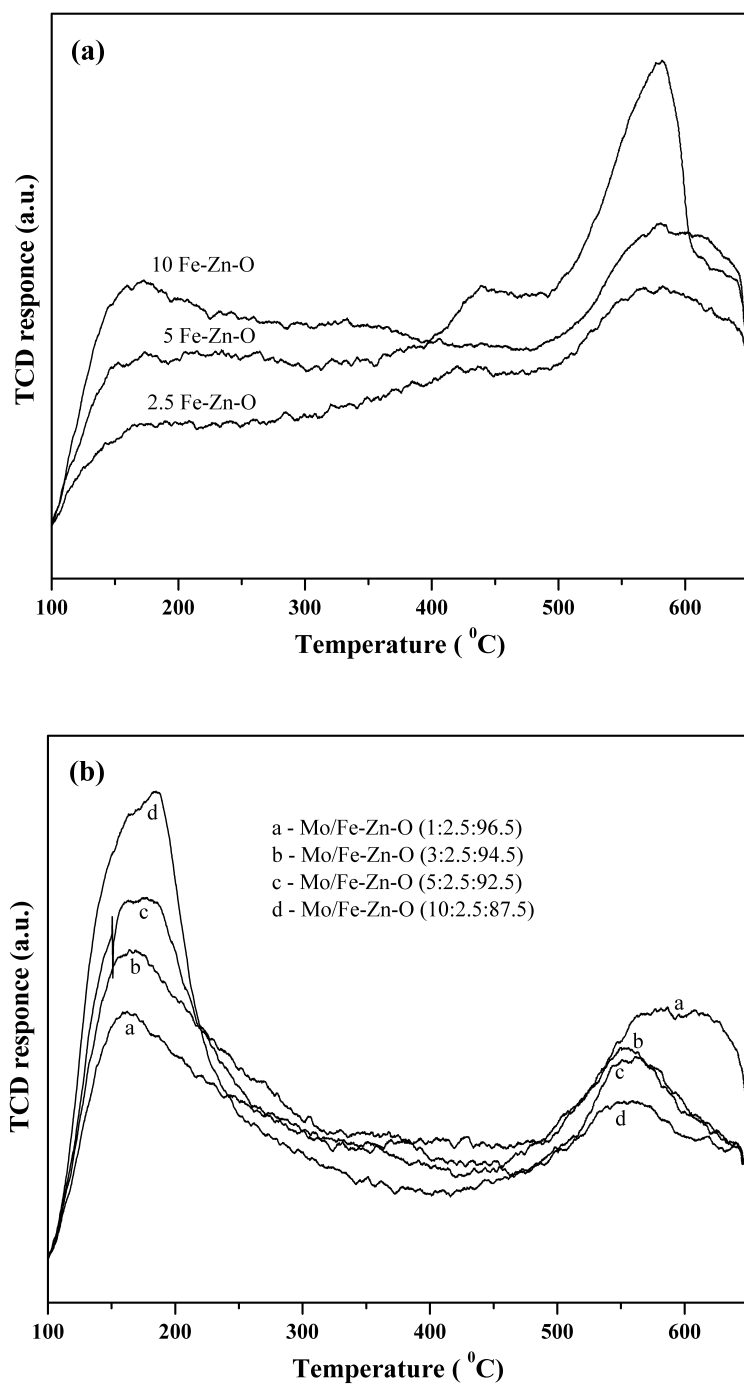 (a)
10 Fe-Zn-O
5 Fe-Zn-O
2.5 Fe-Zn-O
TCD responce (a.u.)
100 200 300 400 500 600
Temperature ( ⁰C)
(b)
d
a - Mo/Fe-Zn-O (1:2.5:96.5)
b - Mo/Fe-Zn-O (3:2.5:94.5)
c - Mo/Fe-Zn-O (5:2.5:92.5)
d - Mo/Fe-Zn-O (10:2.5:87.5)
c
b
a
a
b
c
d
TCD responce (a.u.)
100 200 300 400 500 600
Temperature ( ⁰C)